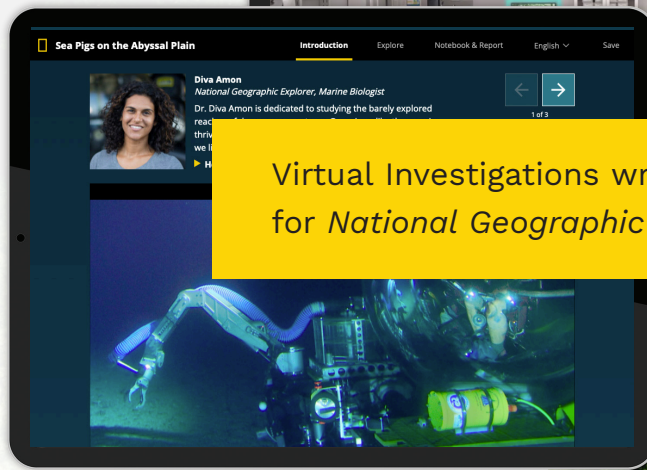 Sea Pigs on the Abyssal Plain
Introduction
Explore
Notebook & Report
English
Save
Diva Amon
National Geographic Explorer, Marine Biologist
Dr. Diva Amon is dedicated to studying the barely explored
we
1 of 3
Virtual Investigations
for National Geographic